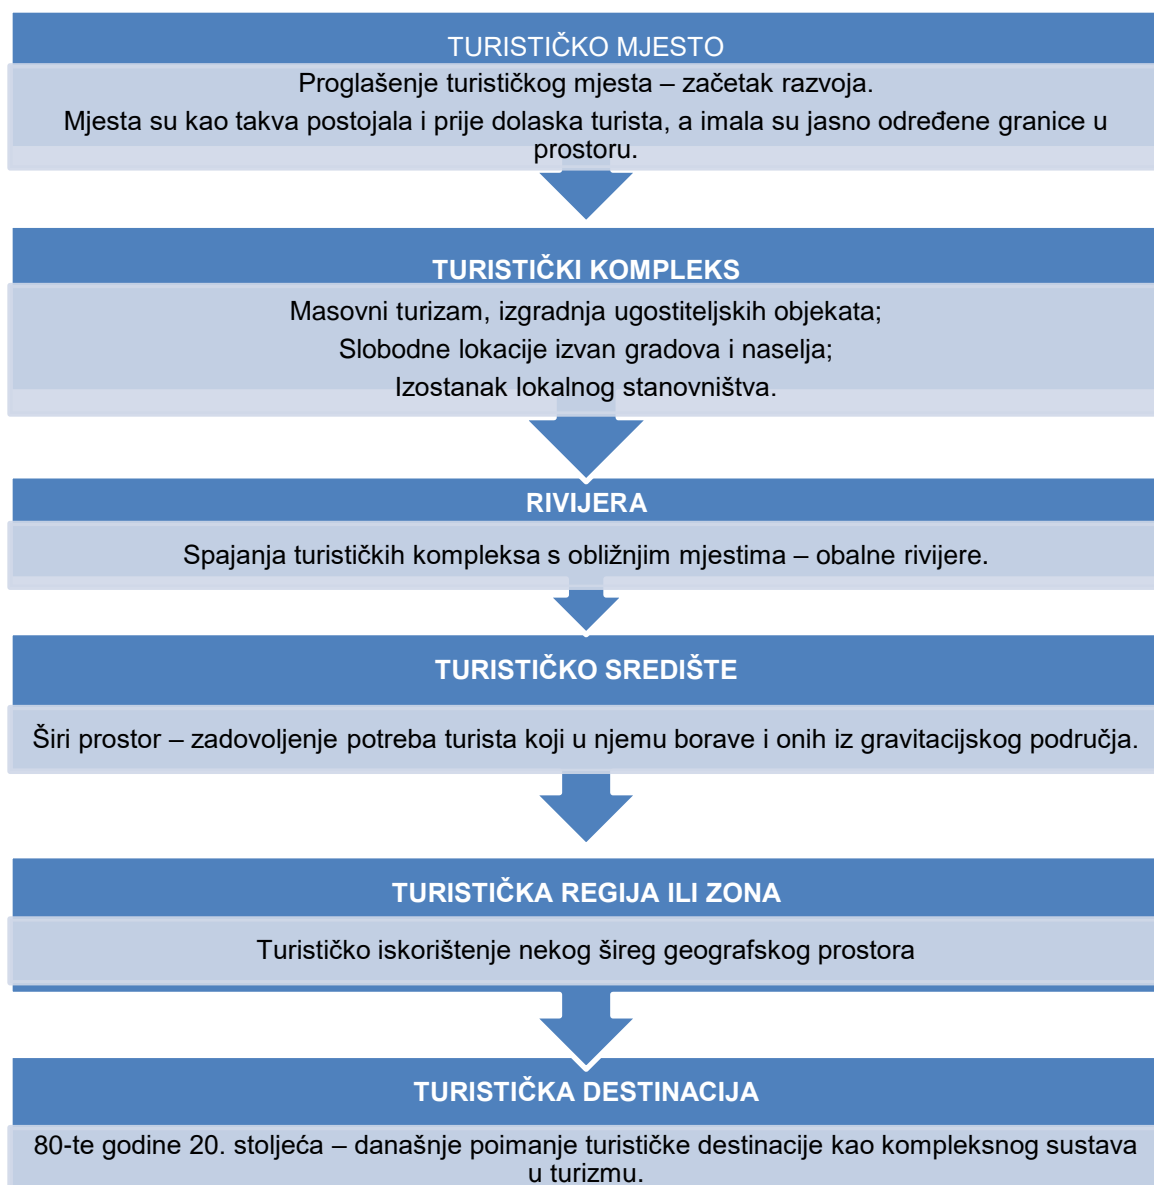 TURISTIČKO MJESTO
Proglašenje turističkog mjesta – začetak razvoja.
Mjesta su kao takva postojala i prije dolaska turista, a imala su jasno određene granice u
prostoru.
TURISTIČKI KOMPLEKS
Masovni turizam, izgradnja ugostiteljskih objekata;
Slobodne lokacije izvan gradova i naselja;
Izostanak lokalnog stanovništva.
RIVIJERA
Spajanja turističkih kompleksa s obližnjim mjestima – obalne rivijere.
TURISTIČKO SREDIŠTE
Širi prostor – zadovoljenje potreba turista koji u njemu borave i onih iz gravitacijskog područja.
TURISTIČKA REGIJA ILI ZONA
Turističko iskorištenje nekog šireg geografskog prostora
TURISTIČKA DESTINACIJA
80-te godine 20. stoljeća – današnje poimanje turističke destinacije kao kompleksnog sustava
u turizmu.